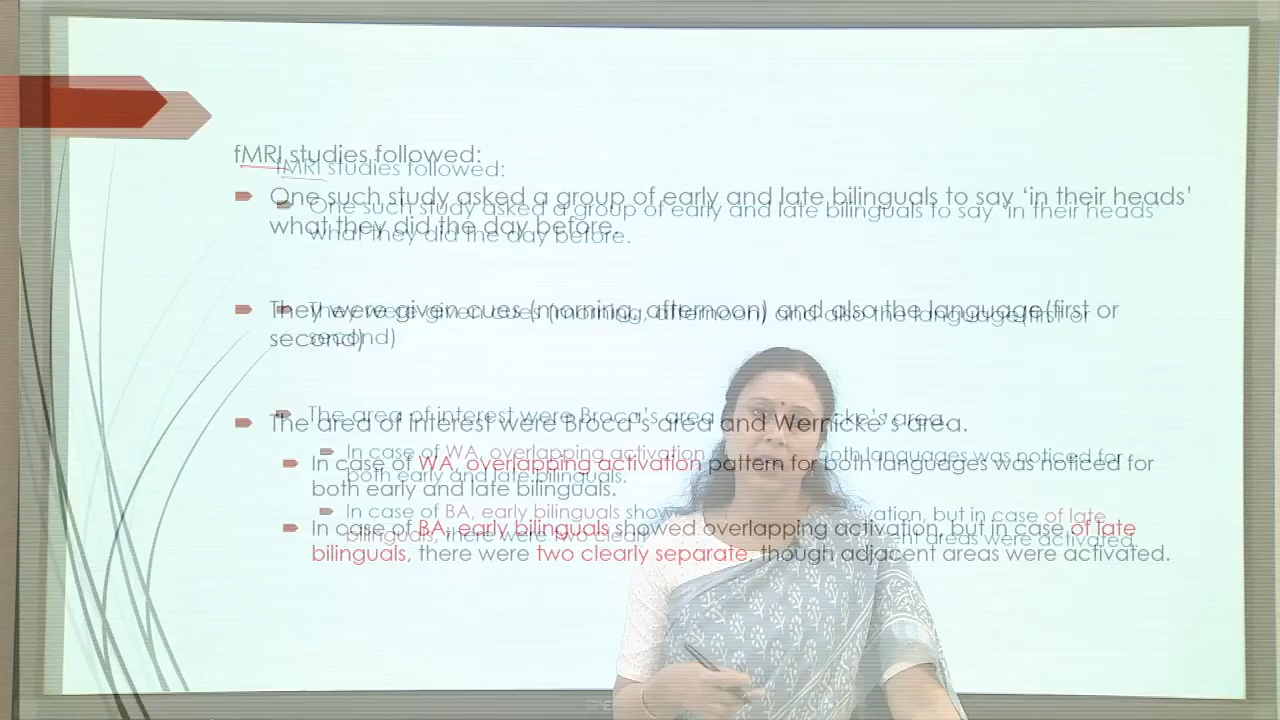 fMRI studies followed:
One such study asked a group of early and late bilinguals to say ‘in their heads’
what they did the day before.
They were given cues (morning, afternoon) and also the language(first or
second)
The area of interest were Broca's area and Wernicke's area.
In case of WA, overlapping activation pattern for both languages was noticed for
both early and late bilinguals.
In case of BA, early bilinguals showed overlapping activation, but in case of late
bilinguals, there were two clearly separate, though adjacent areas were activated.